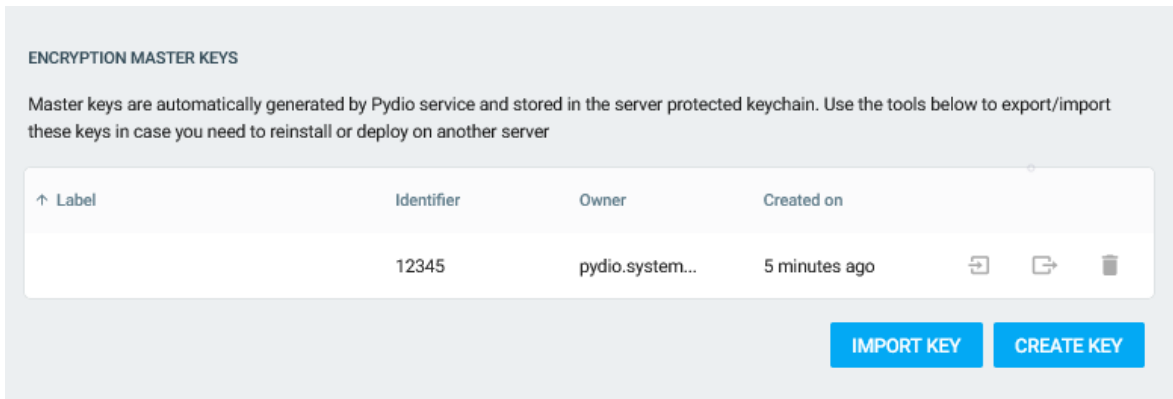 ENCRYPTION MASTER KEYS
Master keys are automatically generated by Pydio service and stored in the server protected keychain. Use the tools below to export/import
these keys in case you need to reinstall or deploy on another server
Label Identifier Owner Created on
12345 pydio.system... 5 minutes ago
IMPORT KEY CREATE KEY